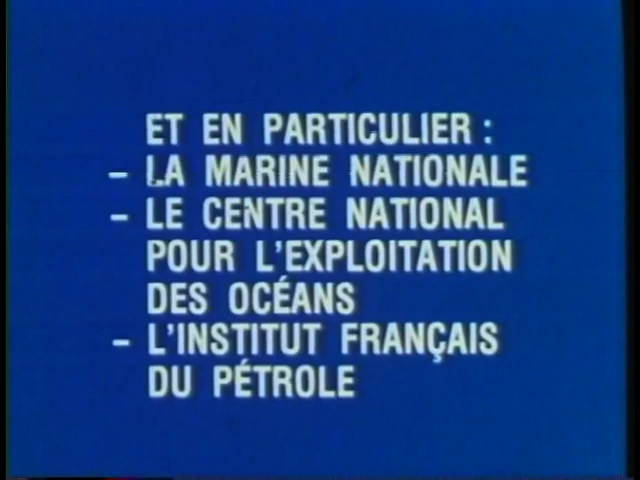 ET EN PARTICULIER :
– LA MARINE NATIONALE
– LE CENTRE NATIONAL
POUR L'EXPLOITATION
DES OCÉANS
– L'INSTITUT FRANÇAIS
DU PÉTROLE